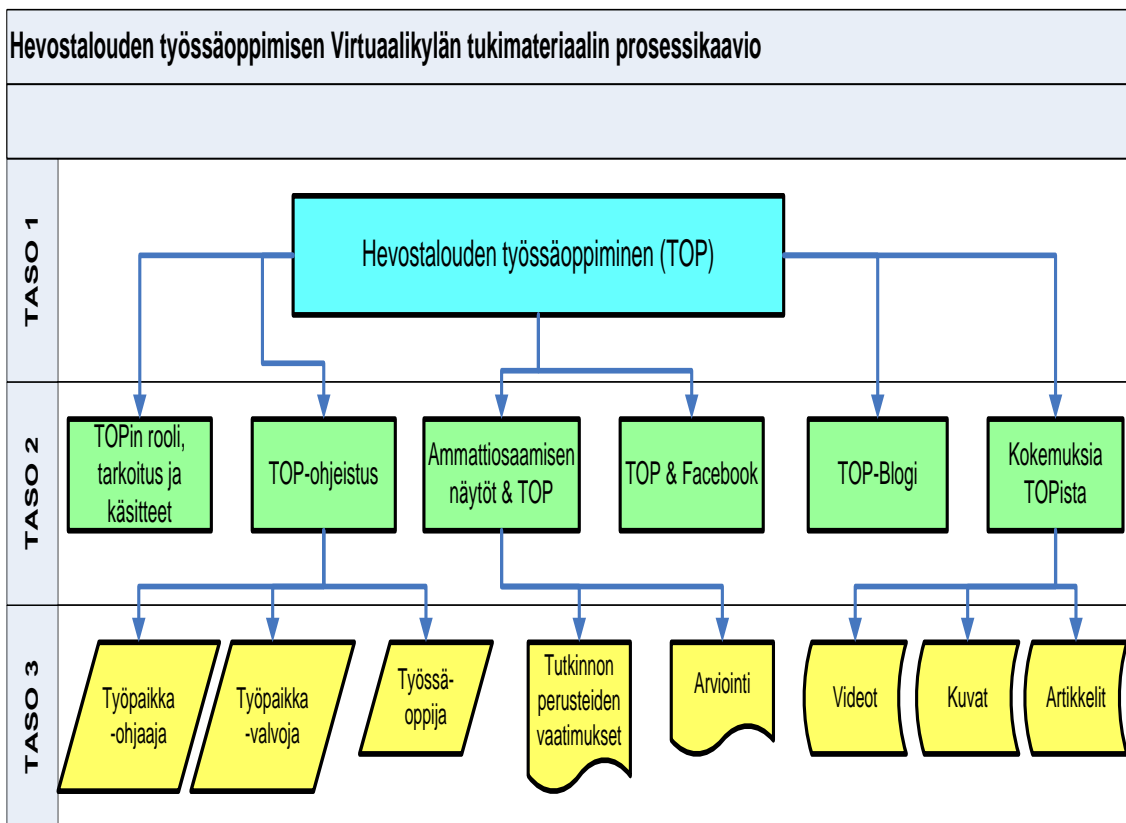 Hevostalouden työssäoppimisen Virtuaalikylän tukimateriaalin prosessikaavio
TASO 1
Hevostalouden työssäoppiminen (TOP)
TASO 2
TOPin rooli,
tarkoitus ja
käsitteet
TOP-ohjeistus
Ammattiosaamisen
näytöt & TOP
TOP & Facebook
TOP-Blogi
Kokemuksia
TOPista
TASO 3
Työpaikka
-ohjaaja
Työpaikka
-valvoja
Työssä-
oppija
Tutkinnon
perusteiden
vaatimukset
Arviointi
Videot
Kuvat
Artikkelit